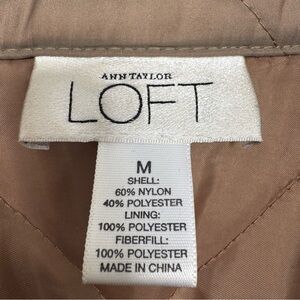 ANN TAYLOR
LOFT
M
SHELL:
60% NYLON
40% POLYESTER
LINING:
100% POLYESTER
FIBERFILL:
100% POLYESTER
MADE IN CHINA